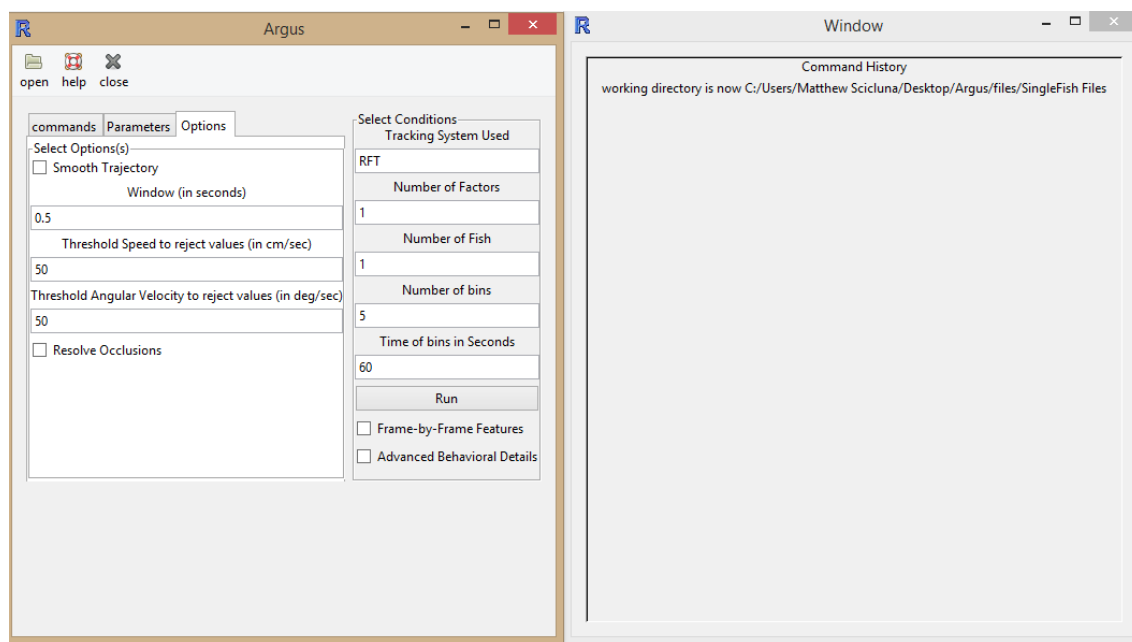 Argus
open help close
commands Parameters Options
Select Options(s)
Smooth Trajectory
Window (in seconds)
0.5
Threshold Speed to reject values (in cm/sec)
50
Threshold Angular Velocity to reject values (in deg/sec)
50
Resolve Occlusions
Select Conditions
Tracking System Used
RFT
Number of Factors
1
Number of Fish
1
Number of bins
5
Time of bins in Seconds
60
Run
Frame-by-Frame Features
Advanced Behavioral Details
Window
Command History
working directory is now C:/Users/Matthew Scicluna/Desktop/Argus/files/SingleFish Files